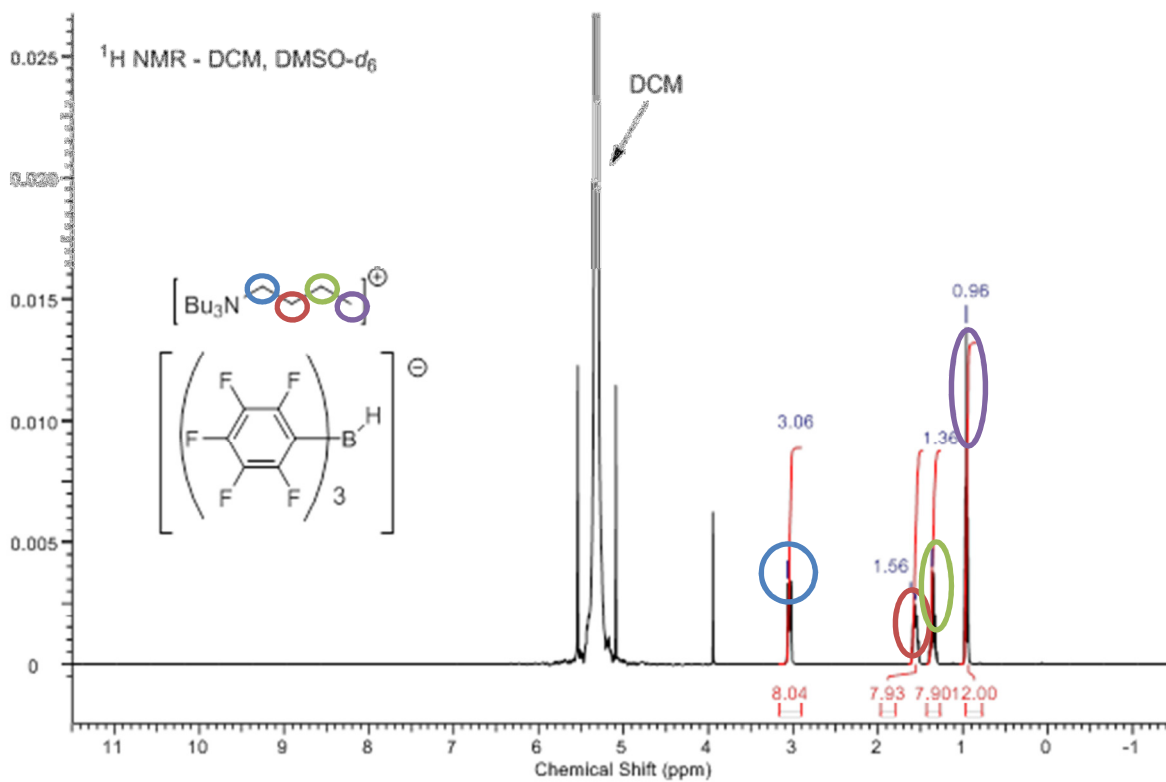 0.025
¹H NMR - DCM, DMSO-d₆
DCM
0.020
0.015
0.96
[Bu₃N ]⊕
⊖
F F
H
0.010
F B
3.06
1.36
F F
3
0.005
1.56
0
8.04 7.93 7.90 12.00
11 10 9 8 7 6 5 4 3 2 1 0 -1
Chemical Shift (ppm)